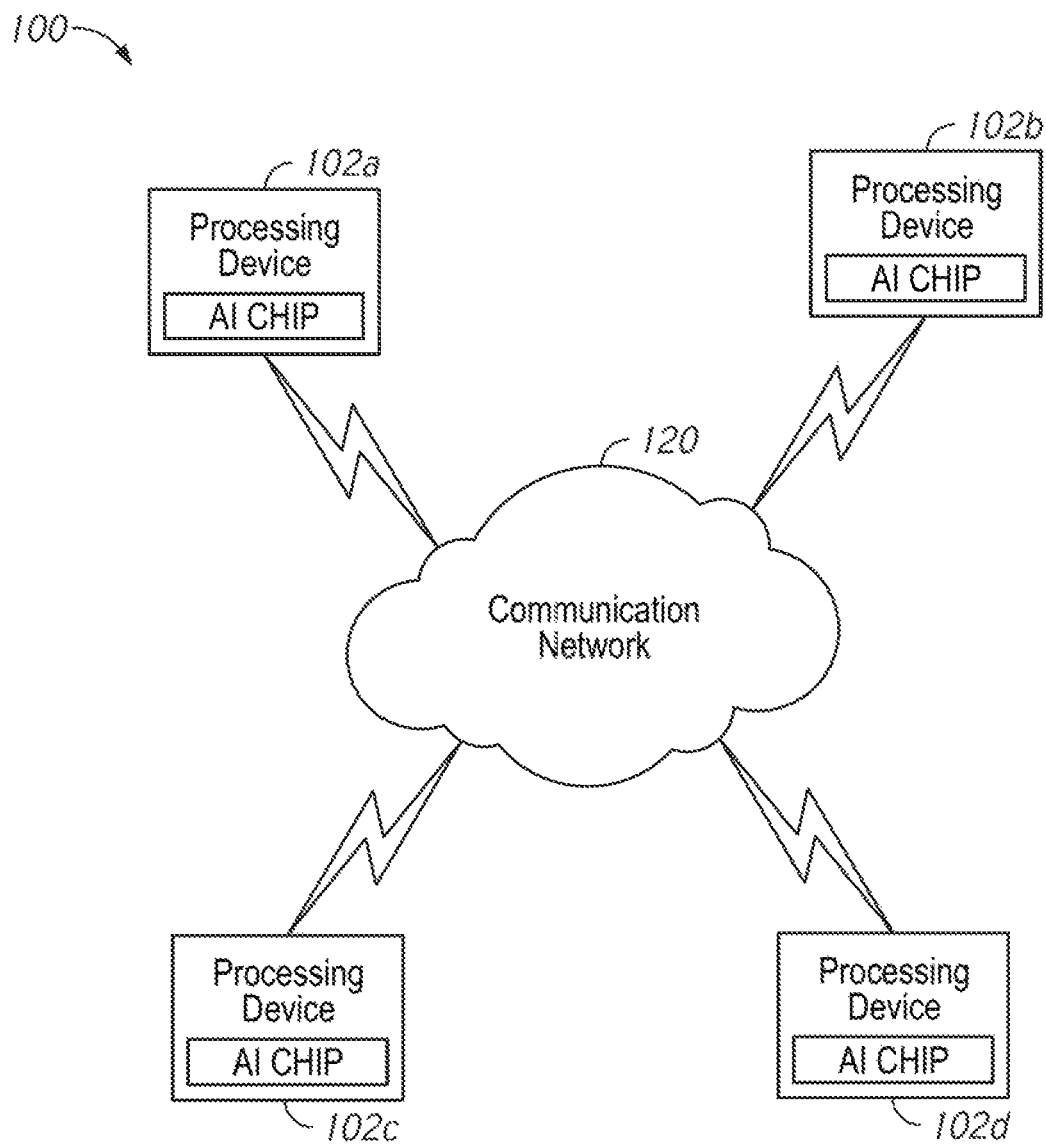 100
102a
Processing
Device
AI CHIP
102b
Processing
Device
AI CHIP
120
Communication
Network
Processing
Device
AI CHIP
102c
Processing
Device
AI CHIP
102d